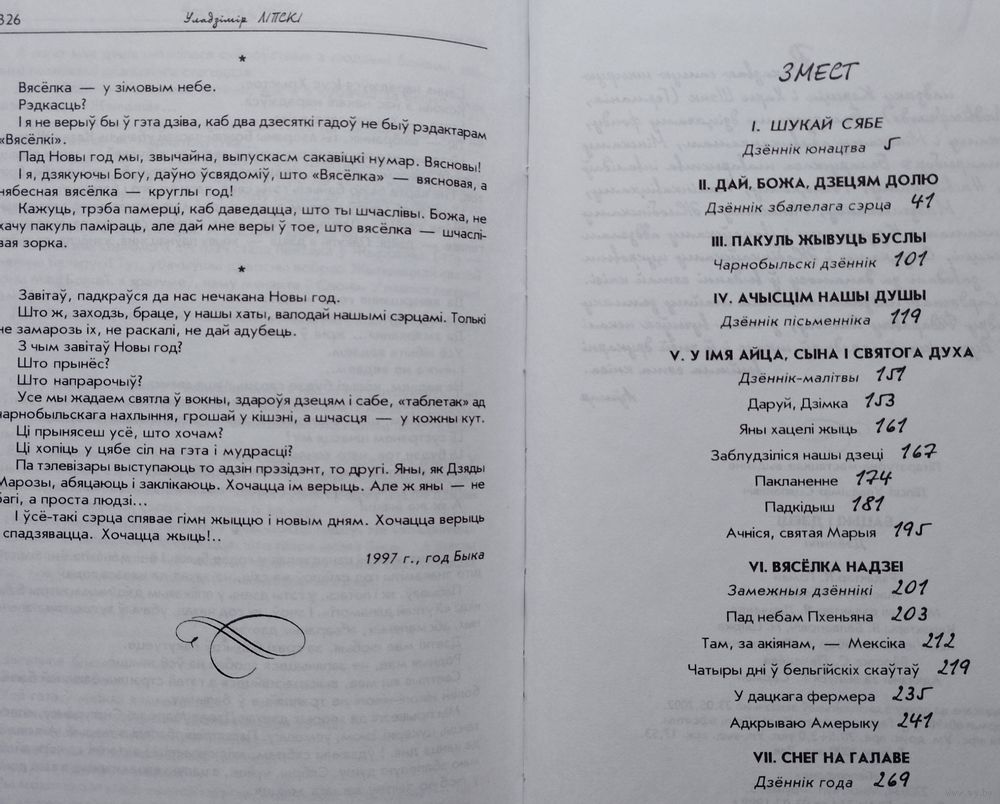 326
Уладзімір ЛІПСКІ
*
Вясёлка — у зімовым небе.
Рэдкасць?
І я не верыў бы ў гэта дзіва, каб два дзесяткі гадоў не быў рэдактарам
«Вясёлкі».
Пад Новы год мы, звычайна, выпускаем сакавіцкі нумар. Вясновы!
І я, дзякуючы Богу, даўно ўсвядоміў, што «Вясёлка» — вясновая, а
нябесная вясёлка — круглы год!
Кажуць, трэба памерці, каб даведацца, што ты шчаслівы. Божа, не
хачу пакуль паміраць, але дай мне веры ў тое, што вясёлка — шчаслі-
вая зорка.
*
Завітаў, падкраўся да нас нечакана Новы год.
Што ж, заходзь, браце, у нашы хаты, валодай нашымі сэрцамі. Толькі
не замарозь іх, не раскалі, не дай адубець.
З чым завітаў Новы год?
Што прынёс?
Што напрарочыў?
Усе мы жадаем святла ў вокны, здароўя дзецям і сабе, «таблетак» ад
чарнобыльскага нахлыння, грошай у кішэні, а шчасця — у кожны кут.
Ці прынясеш усё, што хочам?
Ці хопіць у цябе сіл на гэта і мудрасці?
Па тэлевізары выступаюць то адзін прэзідэнт, то другі. Яны, як Дзяды
Марозы, абяцаюць і заклікаюць. Хочацца ім верыць. Але ж яны — не
багі, а проста людзі...
І ўсё-такі сэрца спявае гімн жыццю і новым дням. Хочацца верыць
спадзявацца. Хочацца жыць!..
1997 г., год Быка
ЗМЕСТ
I. ШУКАЙ СЯБЕ
Дзённік юнацтва 5
II. ДАЙ, БОЖА, ДЗЕЦЯМ ДОЛЮ
Дзённік збалелага сэрца 41
III. ПАКУЛЬ ЖЫВУЦЬ БУСЛЫ
Чарнобыльскі дзённік 101
IV. АЧЫСЦІМ НАШЫ ДУШЫ
Дзённік пісьменніка 119
V. У ІМЯ АЙЦА, СЫНА І СВЯТОГА ДУХА
Дзённік-малітвы 151
Даруй, Дзімка 153
Яны хацелі жыць 161
Заблудзіліся нашы дзеці 167
Пакланенне 174
Падкідыш 181
Ачніся, святая Марыя 195
VI. ВЯСЁЛКА НАДЗЕІ
Замежныя дзённікі 201
Пад небам Пхеньяна 203
Там, за акіянам, — Мексіка 212
Чатыры дні ў бельгійскіх скаўтаў 219
У дацкага фермера 235
Адкрываю Амерыку 241
VII. СНЕГ НА ГАЛАВЕ
Дзённік года 269